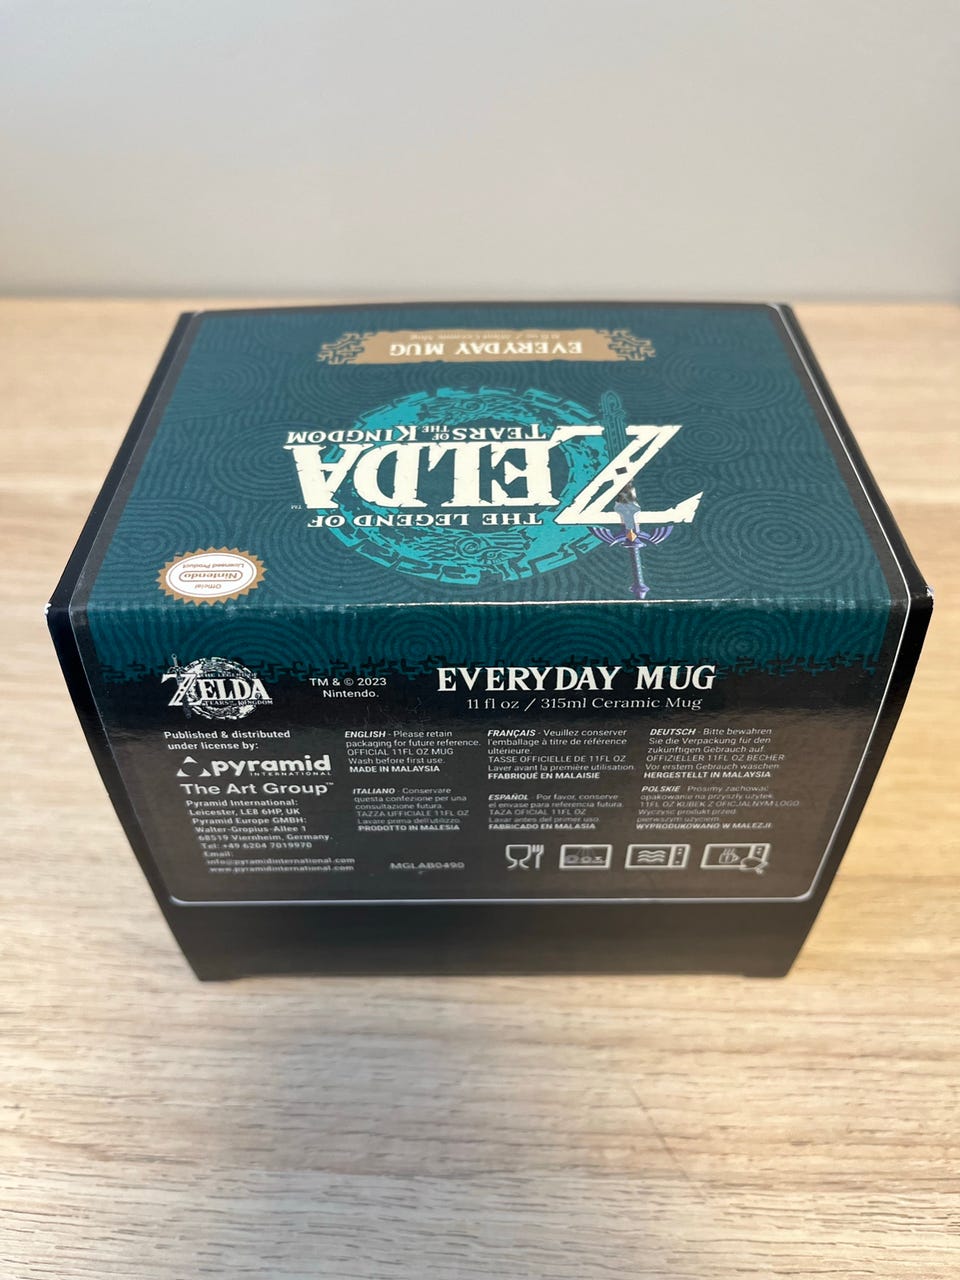 EVERYDAY MUG
THE LEGEND OF
ZELDA™
TEARS OF THE KINGDOM
Official
Nintendo
Licensed Product
THE LEGEND OF
ZELDA
TEARS OF THE KINGDOM
TM & © 2023
Nintendo.
EVERYDAY MUG
11 fl oz / 315ml Ceramic Mug
Published & distributed
under license by:
pyramid
INTERNATIONAL
The Art Group™
Pyramid International:
Leicester, LE8 6HP, UK
Pyramid Europe GMBH:
Walter-Gropius-Allee 1
68519 Viernheim, Germany.
Tel: +49 6204 7019970
Email:
info@pyramidinternational.com
www.pyramidinternational.com
ENGLISH - Please retain
packaging for future reference.
OFFICIAL 11FL OZ MUG
Wash before first use.
MADE IN MALAYSIA
ITALIANO - Conservare
questa confezione per una
consultazione futura.
TAZZA UFFICIALE 11FL OZ
Lavare prima dell'utilizzo.
PRODOTTO IN MALESIA
MGLAB0490
FRANÇAIS - Veuillez conserver
l'emballage à titre de référence
ultérieure.
TASSE OFFICIELLE DE 11FL OZ
Laver avant la première utilisation.
FFABRIQUÉ EN MALAISIE
ESPAÑOL - Por favor, conserve
el envase para referencia futura.
TAZA OFICIAL 11FL OZ
Lavar antes del primer uso.
FABRICADO EN MALASIA
DEUTSCH - Bitte bewahren
Sie die Verpackung für den
zukünftigen Gebrauch auf.
OFFIZIELLER 11FL OZ BECHER
Vor erstem Gebrauch waschen.
HERGESTELLT IN MALAYSIA
POLSKIE - Prosimy zachować
opakowanie na przyszły użytek.
11FL OZ KUBEK Z OFICJALNYM LOGO
Wyczyść produkt przed
pierwszym użyciem.
WYPRODUKOWANO W MALEZJI